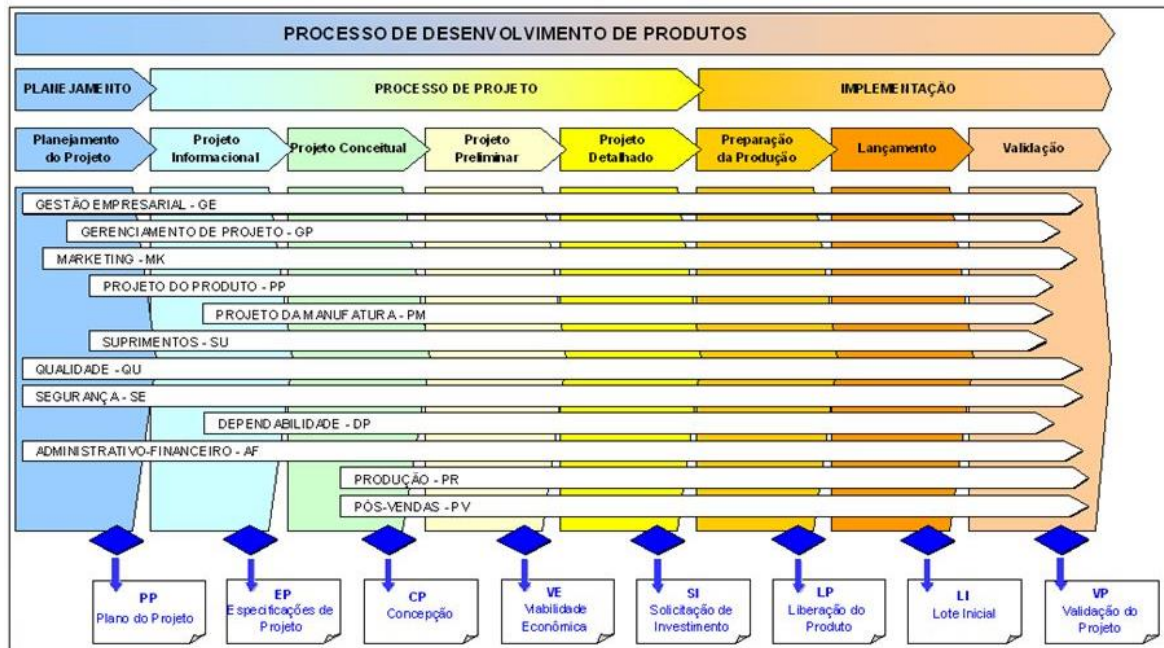 PROCESSO DE DESENVOLVIMENTO DE PRODUTOS
PLANEJAMENTO
PROCESSO DE PROJETO
IMPLEMENTAÇÃO
Planejamento
do Projeto
Projeto
Informacional
Projeto Conceitual
Projeto
Preliminar
Projeto
Detalhado
Preparação
da Produção
Lançamento
Validação
GESTÃO EMPRESARIAL - GE
GERENCIAMENTO DE PROJETO - GP
MARKETING - MK
PROJETO DO PRODUTO - PP
PROJETO DA MANUFATURA - PM
SUPRIMENTOS - SU
QUALIDADE - QU
SEGURANÇA - SE
DEPENDABILIDADE - DP
ADMINISTRATIVO-FINANCEIRO - AF
PRODUÇÃO - PR
PÓS-VENDAS - PV
PP
Plano do Projeto
EP
Especificações de
Projeto
CP
Concepção
VE
Viabilidade
Econômica
SI
Solicitação de
Investimento
LP
Liberação do
Produto
LI
Lote Inicial
VP
Validação do
Projeto